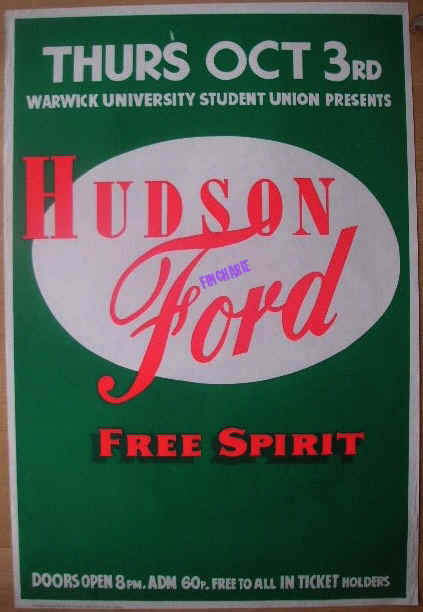 THURS OCT 3RD
WARWICK UNIVERSITY STUDENT UNION PRESENTS
HUDSON
Ford
FINCHARIE
FREE SPIRIT
DOORS OPEN 8PM. ADM 60P. FREE TO ALL IN TICKET HOLDERS